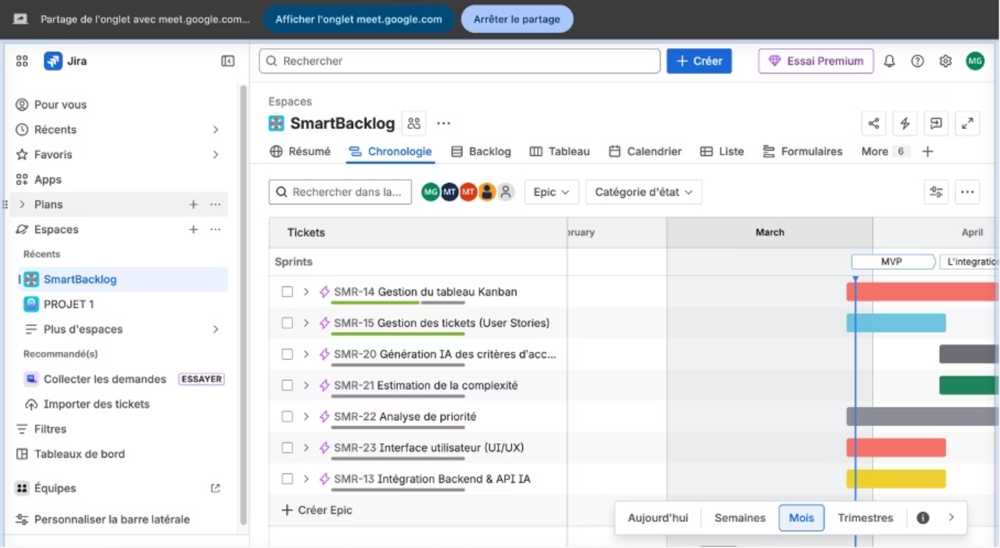 Partage de l'onglet avec meet.google.com...
Afficher l'onglet meet.google.com
Arrêter le partage
Jira
Rechercher
Créer
Essai Premium
MG
Pour vous
Récents
Favoris
Apps
Plans
Espaces
Récents
SmartBacklog
PROJET 1
Plus d'espaces
Recommandé(s)
Collecter les demandes ESSAYER
Importer des tickets
Filtres
Tableaux de bord
Équipes
Personnaliser la barre latérale
Espaces
SmartBacklog
Résumé Chronologie Backlog Tableau Calendrier Liste Formulaires More 6
Rechercher dans la...
MG MT MT
Epic
Catégorie d'état
Tickets
bruary March April
Sprints
MVP L'integratio
SMR-14 Gestion du tableau Kanban
SMR-15 Gestion des tickets (User Stories)
SMR-20 Génération IA des critères d'acc...
SMR-21 Estimation de la complexité
SMR-22 Analyse de priorité
SMR-23 Interface utilisateur (UI/UX)
SMR-13 Intégration Backend & API IA
Créer Epic
Aujourd'hui Semaines Mois Trimestres